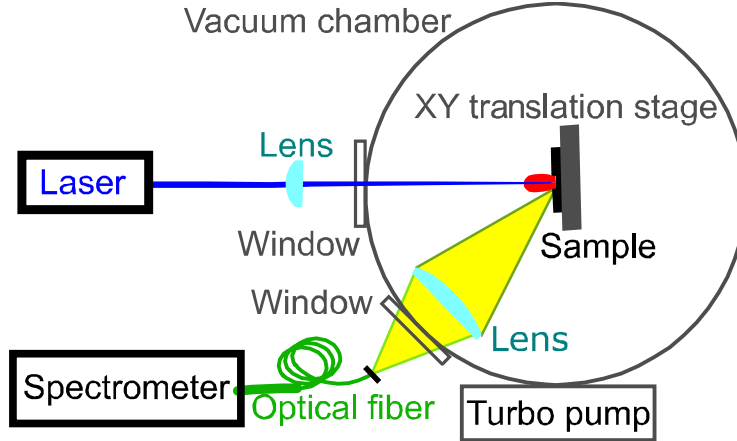 Vacuum chamber
XY translation stage
Lens
Laser
Window
Sample
Window
Lens
Spectrometer
Optical fiber
Turbo pump